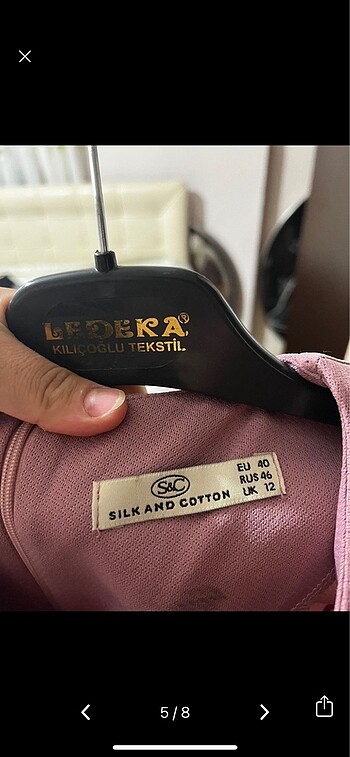 LEDEKA®
KILIÇOĞLU TEKSTİL
S&C
SILK AND COTTON
EU 40
RUS 46
UK 12
5/8